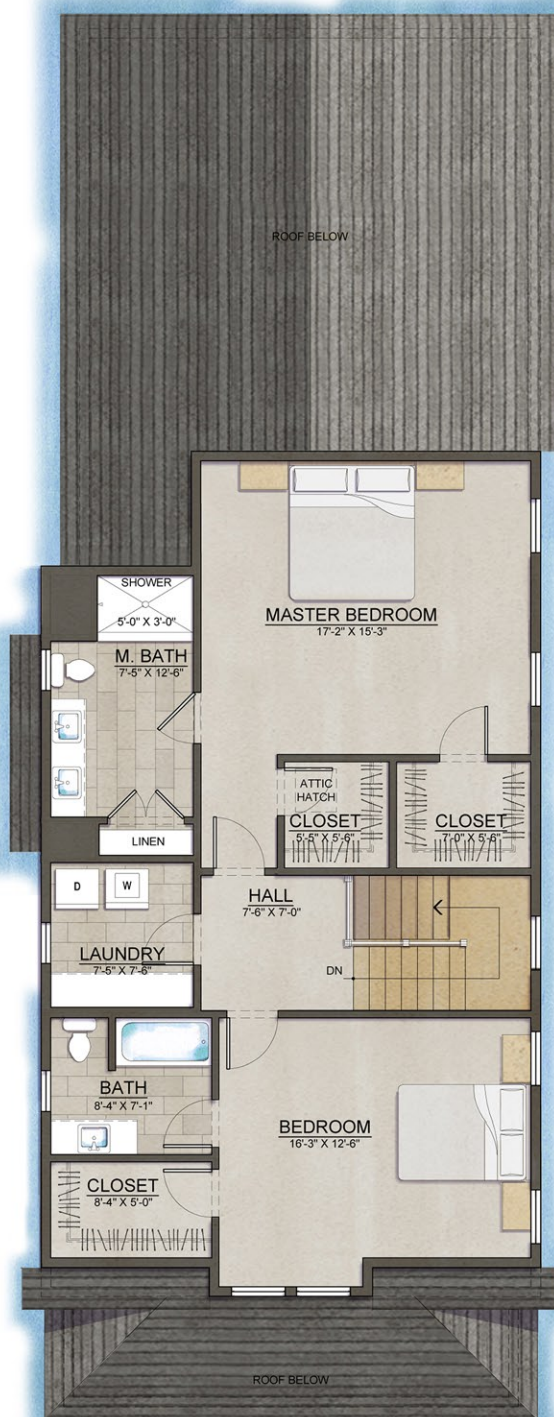 ROOF BELOW
SHOWER
5'-0" X 3'-0"
MASTER BEDROOM
17'-2" X 15'-3"
M. BATH
7'-5" X 12'-6"
ATTIC
HATCH
CLOSET
5'-5" X 5'-6"
CLOSET
7'-0" X 5'-6"
LINEN
D
W
HALL
7'-6" X 7'-0"
LAUNDRY
7'-5" X 7'-6"
DN
BATH
8'-4" X 7'-1"
BEDROOM
16'-3" X 12'-6"
CLOSET
8'-4" X 5'-0"
ROOF BELOW